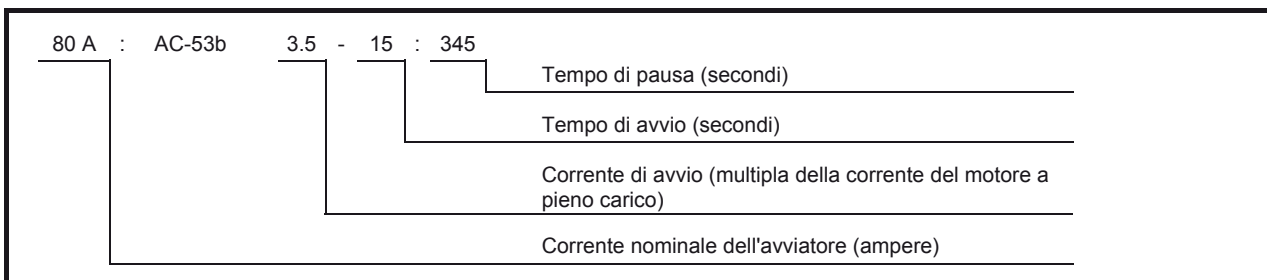 80 A : AC-53b 3.5 - 15 : 345
Tempo di pausa (secondi)
Tempo di avvio (secondi)
Corrente di avvio (multipla della corrente del motore a
pieno carico)
Corrente nominale dell'avviatore (ampere)